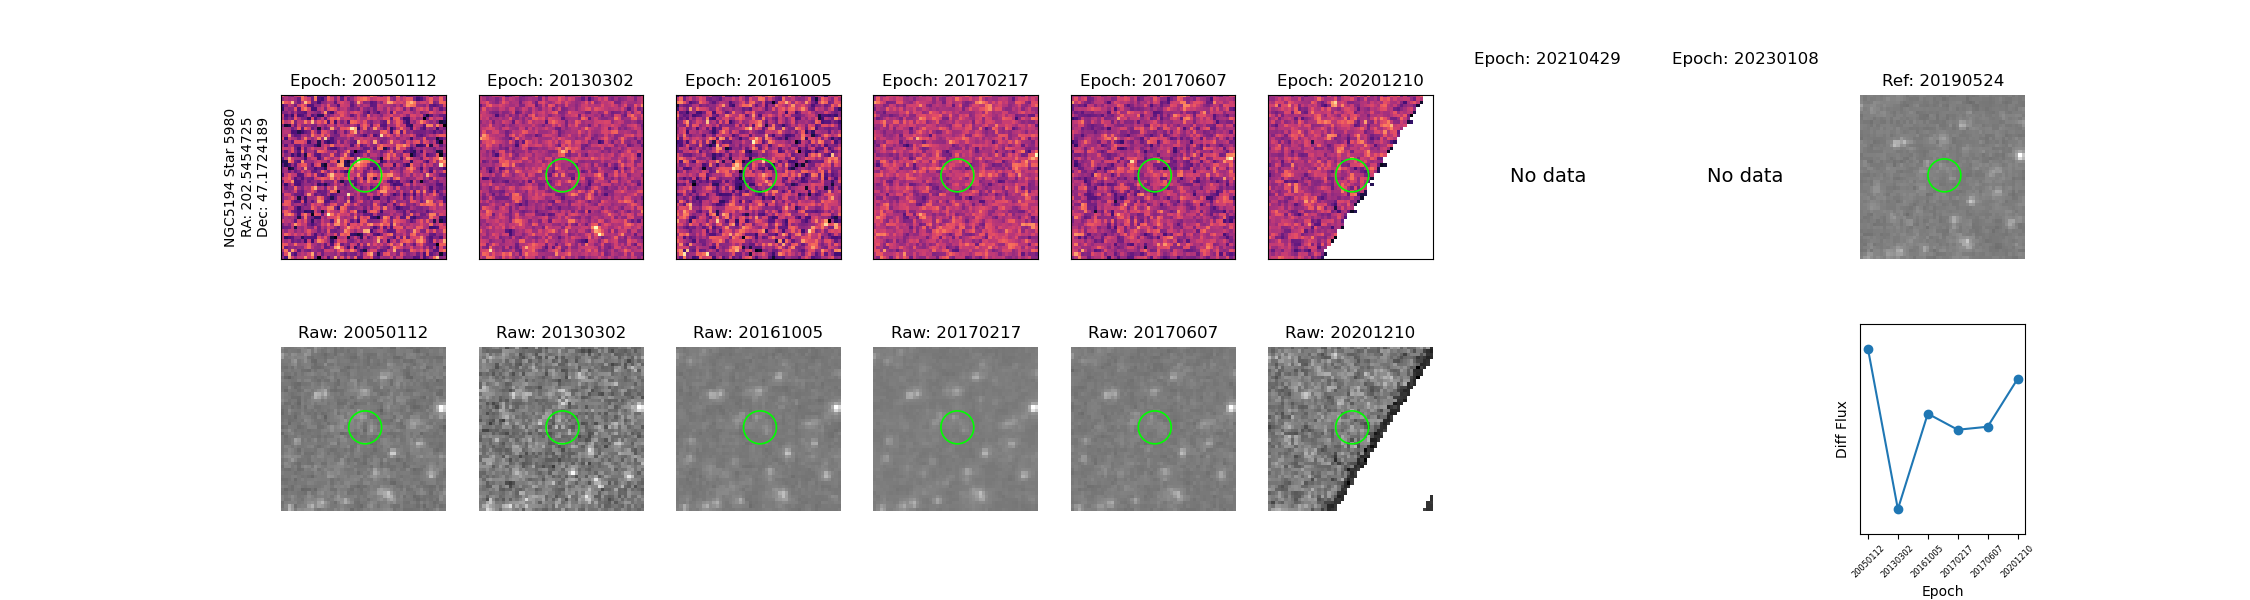 NGC5194 Star 5980
RA: 202.5454725
Dec: 47.1724189
Epoch: 20050112
Epoch: 20130302
Epoch: 20161005
Epoch: 20170217
Epoch: 20170607
Epoch: 20201210
Epoch: 20210429
Epoch: 20230108
Ref: 20190524
No data
No data
Raw: 20050112
Raw: 20130302
Raw: 20161005
Raw: 20170217
Raw: 20170607
Raw: 20201210
Diff Flux
20050112
20130302
20161005
20170217
20170607
20201210
Epoch